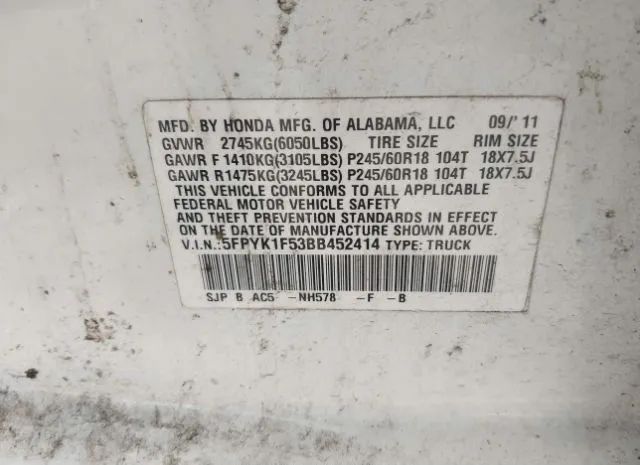 MFD. BY HONDA MFG. OF ALABAMA, LLC 09/'11
GVWR 2745KG(6050LBS) TIRE SIZE RIM SIZE
GAWR F 1410KG(3105LBS) P245/60R18 104T 18X7.5J
GAWR R1475KG(3245LBS) P245/60R18 104T 18X7.5J
THIS VEHICLE CONFORMS TO ALL APPLICABLE
FEDERAL MOTOR VEHICLE SAFETY
AND THEFT PREVENTION STANDARDS IN EFFECT
ON THE DATE OF MANUFACTURE SHOWN ABOVE.
V.I.N.:5FPYK1F53BB452414 TYPE: TRUCK
SJP B AC5 -NH578 -F -B